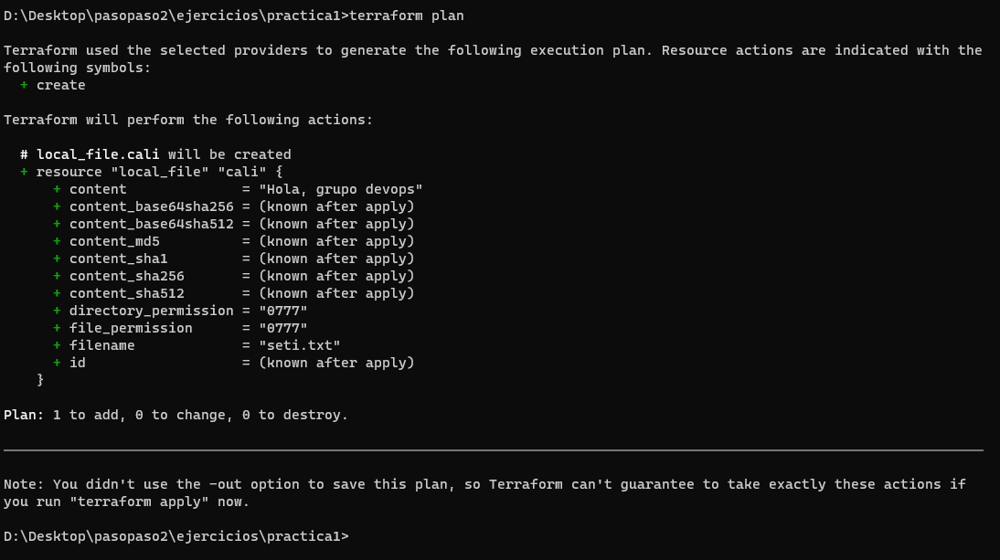 D:\Desktop\pasopaso2\ejercicios\practica1>terraform plan
Terraform used the selected providers to generate the following execution plan. Resource actions are indicated with the
following symbols:
  + create
Terraform will perform the following actions:
  # local_file.cali will be created
  + resource "local_file" "cali" {
      + content              = "Hola, grupo devops"
      + content_base64sha256 = (known after apply)
      + content_base64sha512 = (known after apply)
      + content_md5          = (known after apply)
      + content_sha1         = (known after apply)
      + content_sha256       = (known after apply)
      + content_sha512       = (known after apply)
      + directory_permission = "0777"
      + file_permission      = "0777"
      + filename             = "seti.txt"
      + id                   = (known after apply)
    }
Plan: 1 to add, 0 to change, 0 to destroy.
Note: You didn't use the -out option to save this plan, so Terraform can't guarantee to take exactly these actions if
you run "terraform apply" now.
D:\Desktop\pasopaso2\ejercicios\practica1>